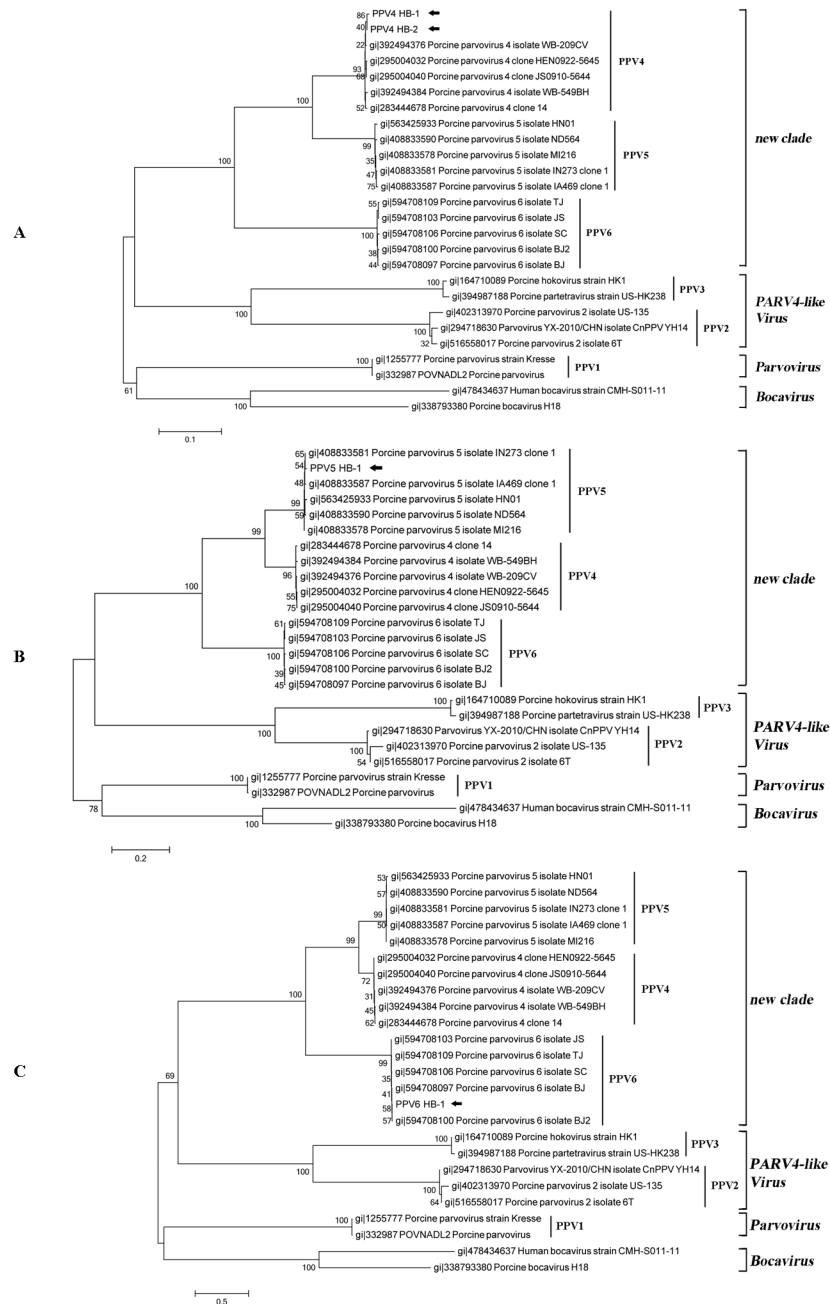 A
86
PPV4 HB-1
40
PPV4 HB-2
22
gi|392494376 Porcine parvovirus 4 isolate WB-209CV
gi|295004032 Porcine parvovirus 4 clone HEN0922-5645
PPV4
93
68
gi|295004040 Porcine parvovirus 4 clone JS0910-5644
gi|392494384 Porcine parvovirus 4 isolate WB-549BH
52
gi|283444678 Porcine parvovirus 4 clone 14
100
gi|563425933 Porcine parvovirus 5 isolate HN01
gi|408833590 Porcine parvovirus 5 isolate ND564
new clade
99
35
gi|408833578 Porcine parvovirus 5 isolate MI216
PPV5
100
47
gi|408833581 Porcine parvovirus 5 isolate IN273 clone 1
75
gi|408833587 Porcine parvovirus 5 isolate IA469 clone 1
55
gi|594708109 Porcine parvovirus 6 isolate TJ
gi|594708103 Porcine parvovirus 6 isolate JS
100
gi|594708106 Porcine parvovirus 6 isolate SC
PPV6
38
gi|594708100 Porcine parvovirus 6 isolate BJ2
44
gi|594708097 Porcine parvovirus 6 isolate BJ
100
gi|164710089 Porcine hokovirus strain HK1
PPV3
gi|394987188 Porcine partetravirus strain US-HK238
PARV4-like
Virus
100
gi|402313970 Porcine parvovirus 2 isolate US-135
100
gi|294718630 Parvovirus YX-2010/CHN isolate CnPPV YH14
PPV2
32
gi|516558017 Porcine parvovirus 2 isolate 6T
100
gi|1255777 Porcine parvovirus strain Kresse
PPV1
Parvovirus
gi|332987 POVNADL2 Porcine parvovirus
61
gi|478434637 Human bocavirus strain CMH-S011-11
Bocavirus
100
gi|338793380 Porcine bocavirus H18
0.1
B
65
gi|408833581 Porcine parvovirus 5 isolate IN273 clone 1
54
PPV5 HB-1
48
gi|408833587 Porcine parvovirus 5 isolate IA469 clone 1
PPV5
99
gi|563425933 Porcine parvovirus 5 isolate HN01
59
gi|408833590 Porcine parvovirus 5 isolate ND564
gi|408833578 Porcine parvovirus 5 isolate MI216
99
gi|283444678 Porcine parvovirus 4 clone 14
gi|392494384 Porcine parvovirus 4 isolate WB-549BH
96
gi|392494376 Porcine parvovirus 4 isolate WB-209CV
PPV4
new clade
100
55
gi|295004032 Porcine parvovirus 4 clone HEN0922-5645
75
gi|295004040 Porcine parvovirus 4 clone JS0910-5644
61
gi|594708109 Porcine parvovirus 6 isolate TJ
gi|594708103 Porcine parvovirus 6 isolate JS
100
gi|594708106 Porcine parvovirus 6 isolate SC
PPV6
39
gi|594708100 Porcine parvovirus 6 isolate BJ2
45
gi|594708097 Porcine parvovirus 6 isolate BJ
100
gi|164710089 Porcine hokovirus strain HK1
PPV3
gi|394987188 Porcine partetravirus strain US-HK238
PARV4-like
Virus
100
gi|294718630 Parvovirus YX-2010/CHN isolate CnPPV YH14
100
gi|402313970 Porcine parvovirus 2 isolate US-135
PPV2
54
gi|516558017 Porcine parvovirus 2 isolate 6T
100
gi|1255777 Porcine parvovirus strain Kresse
PPV1
Parvovirus
gi|332987 POVNADL2 Porcine parvovirus
78
gi|478434637 Human bocavirus strain CMH-S011-11
Bocavirus
100
gi|338793380 Porcine bocavirus H18
0.2
C
53
gi|563425933 Porcine parvovirus 5 isolate HN01
57
gi|408833590 Porcine parvovirus 5 isolate ND564
99
gi|408833581 Porcine parvovirus 5 isolate IN273 clone 1
PPV5
50
gi|408833587 Porcine parvovirus 5 isolate IA469 clone 1
gi|408833578 Porcine parvovirus 5 isolate MI216
99
gi|295004032 Porcine parvovirus 4 clone HEN0922-5645
72
gi|295004040 Porcine parvovirus 4 clone JS0910-5644
31
gi|392494376 Porcine parvovirus 4 isolate WB-209CV
PPV4
100
45
gi|392494384 Porcine parvovirus 4 isolate WB-549BH
new clade
62
gi|283444678 Porcine parvovirus 4 clone 14
gi|594708103 Porcine parvovirus 6 isolate JS
99
gi|594708109 Porcine parvovirus 6 isolate TJ
35
gi|594708106 Porcine parvovirus 6 isolate SC
PPV6
69
41
gi|594708097 Porcine parvovirus 6 isolate BJ
58
PPV6 HB-1
57
gi|594708100 Porcine parvovirus 6 isolate BJ2
100
gi|164710089 Porcine hokovirus strain HK1
PPV3
gi|394987188 Porcine partetravirus strain US-HK238
PARV4-like
Virus
100
gi|294718630 Parvovirus YX-2010/CHN isolate CnPPV YH14
100
gi|402313970 Porcine parvovirus 2 isolate US-135
PPV2
64
gi|516558017 Porcine parvovirus 2 isolate 6T
100
gi|1255777 Porcine parvovirus strain Kresse
PPV1
Parvovirus
gi|332987 POVNADL2 Porcine parvovirus
gi|478434637 Human bocavirus strain CMH-S011-11
Bocavirus
100
gi|338793380 Porcine bocavirus H18
0.5